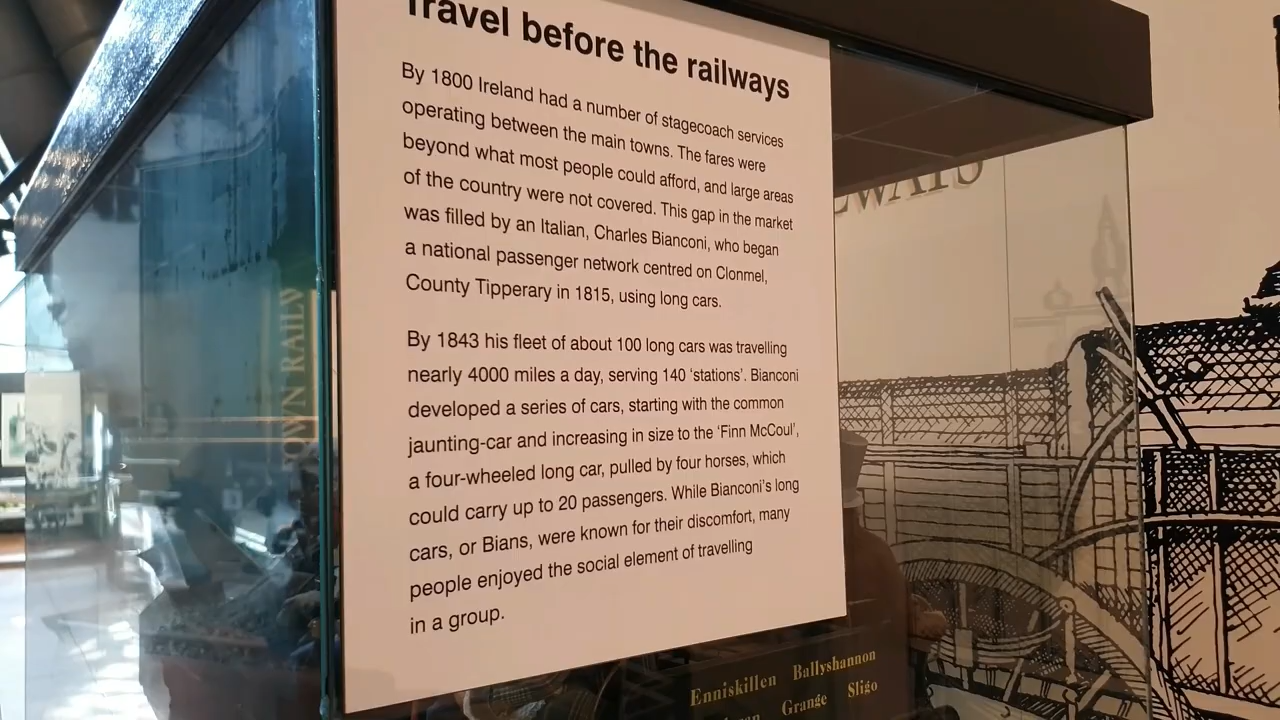 Travel before the railways
By 1800 Ireland had a number of stagecoach services
operating between the main towns. The fares were
beyond what most people could afford, and large areas
of the country were not covered. This gap in the market
was filled by an Italian, Charles Bianconi, who began
a national passenger network centred on Clonmel,
County Tipperary in 1815, using long cars.
By 1843 his fleet of about 100 long cars was travelling
nearly 4000 miles a day, serving 140 ‘stations’. Bianconi
developed a series of cars, starting with the common
jaunting-car and increasing in size to the ‘Finn McCoul’,
a four-wheeled long car, pulled by four horses, which
could carry up to 20 passengers. While Bianconi's long
cars, or Bians, were known for their discomfort, many
people enjoyed the social element of travelling
in a group.
Enniskillen Ballyshannon
Grange Sligo